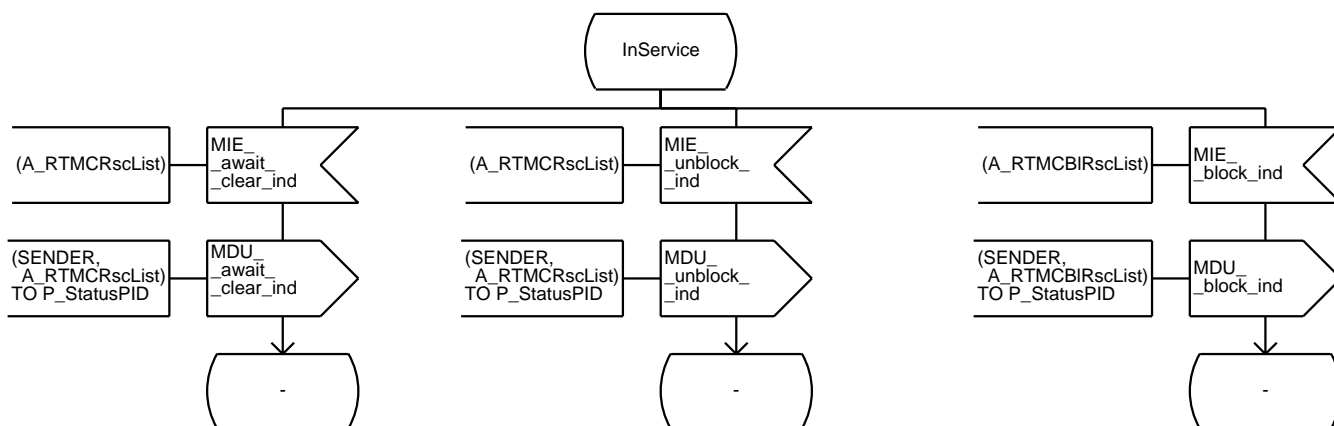 InService
(A_RTMCRscList)
MIE_
_await_
_clear_ind
(A_RTMCRscList)
MIE_
_unblock_
_ind
(A_RTMCBlRscList)
MIE_
_block_ind
(SENDER,
A_RTMCRscList)
TO P_StatusPID
MDU_
_await_
_clear_ind
(SENDER,
A_RTMCRscList)
TO P_StatusPID
MDU_
_unblock_
_ind
(SENDER,
A_RTMCBlRscList)
TO P_StatusPID
MDU_
_block_ind
-
-
-